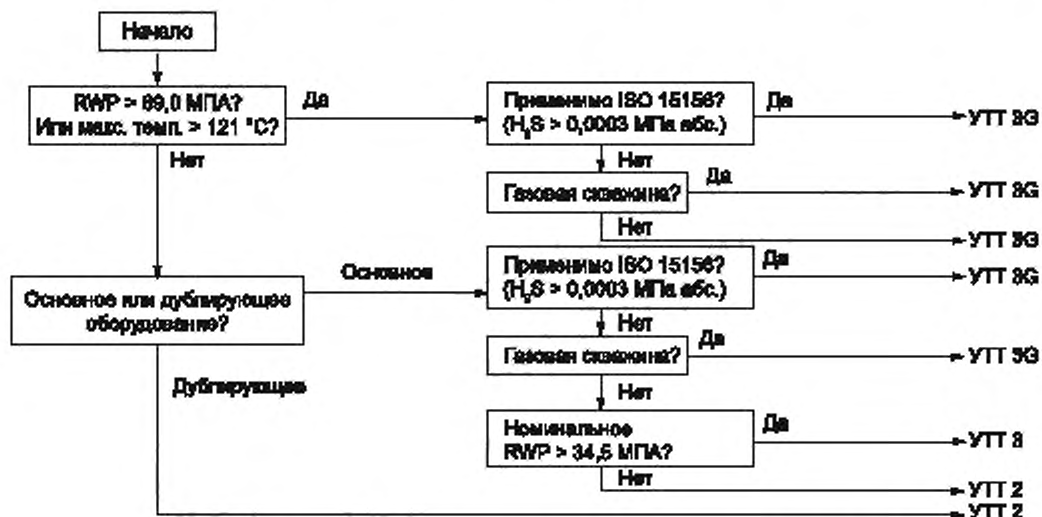 Начало
RWP > 69,0 МПА?
Или макс. темп. > 121 °С?
Да
Нет
Применимо ISO 15156?
(H₂S > 0,0003 МПа абс.)
Да
УТТ 3G
Нет
Газовая скважина?
Да
УТТ 3G
Нет
УТТ 3G
Основное или дублирующее
оборудование?
Основное
Дублирующее
Применимо ISO 15156?
(H₂S > 0,0003 МПа абс.)
Да
УТТ 3G
Нет
Газовая скважина?
Да
УТТ 3G
Нет
Номинальное
RWP > 34,5 МПА?
Да
УТТ 3
Нет
УТТ 2
УТТ 2